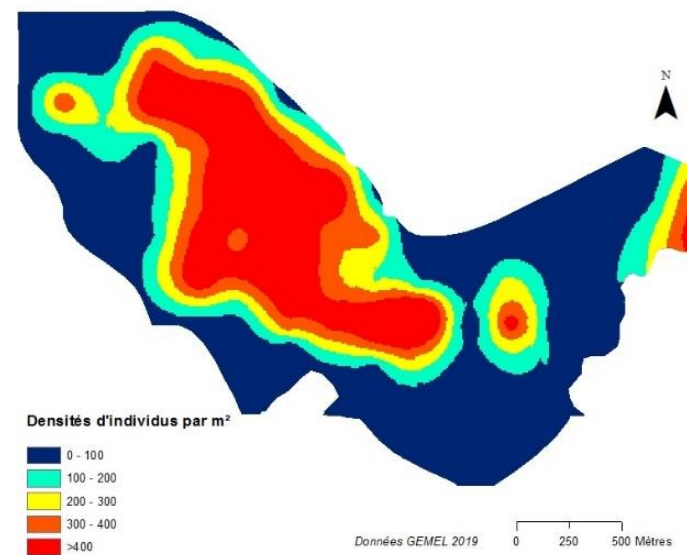 N
Densités d'individus par m²
0 - 100
100 - 200
200 - 300
300 - 400
>400
Données GEMEL 2019
0 250 500 Mètres